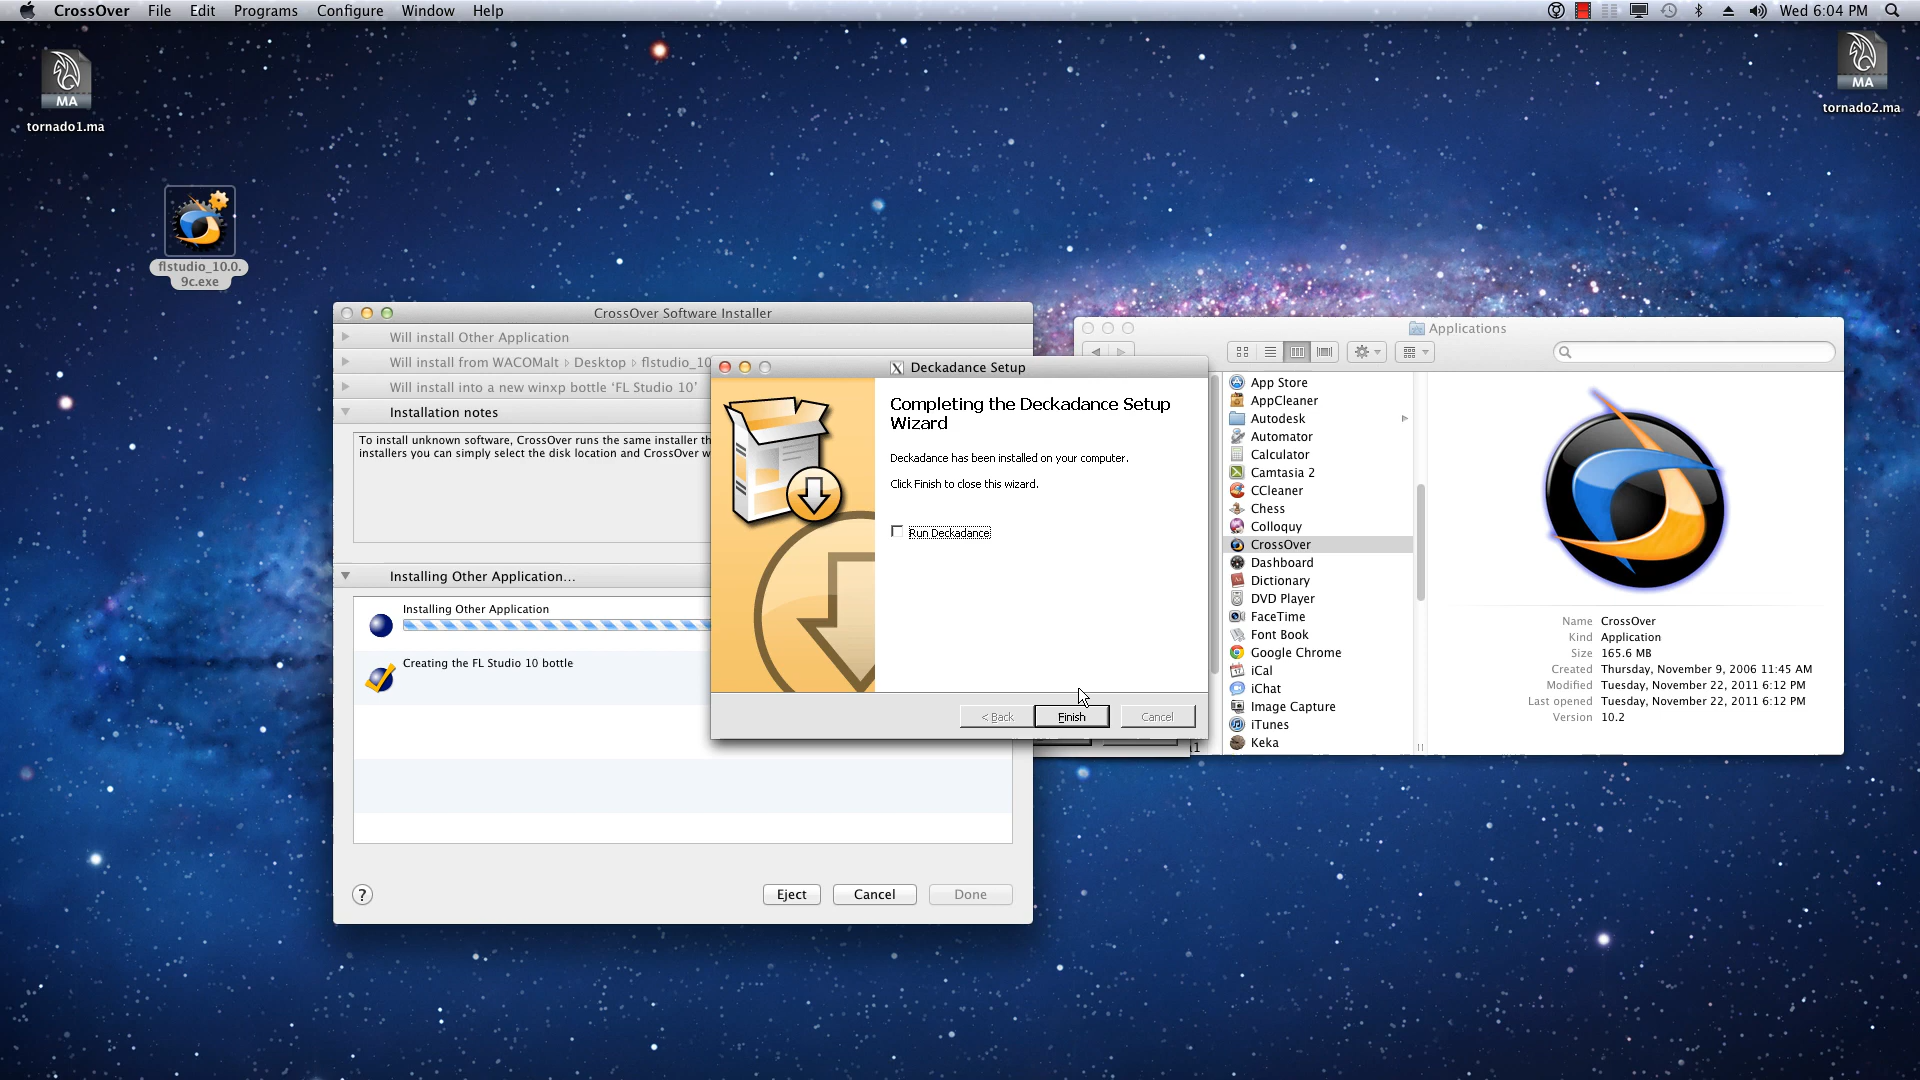 CrossOver File Edit Programs Configure Window Help
Wed 6:04 PM
MA
tornado1.ma
MA
tornado2.ma
flstudio_10.0.
9c.exe
CrossOver Software Installer
Will install Other Application
Will install from WACOMalt ▹ Desktop ▹ flstudio_10
Will install into a new winxp bottle ‘FL Studio 10’
Installation notes
To install unknown software, CrossOver runs the same installer th
installers you can simply select the disk location and CrossOver w
Installing Other Application...
Installing Other Application
Creating the FL Studio 10 bottle
?
Eject
Cancel
Done
X Deckadance Setup
Completing the Deckadance Setup
Wizard
Deckadance has been installed on your computer.
Click Finish to close this wizard.
Run Deckadance
< Back
Finish
Cancel
Applications
App Store
AppCleaner
Autodesk
Automator
Calculator
Camtasia 2
CCleaner
Chess
Colloquy
CrossOver
Dashboard
Dictionary
DVD Player
FaceTime
Font Book
Google Chrome
iCal
iChat
Image Capture
iTunes
Keka
Name CrossOver
Kind Application
Size 165.6 MB
Created Thursday, November 9, 2006 11:45 AM
Modified Tuesday, November 22, 2011 6:12 PM
Last opened Tuesday, November 22, 2011 6:12 PM
Version 10.2